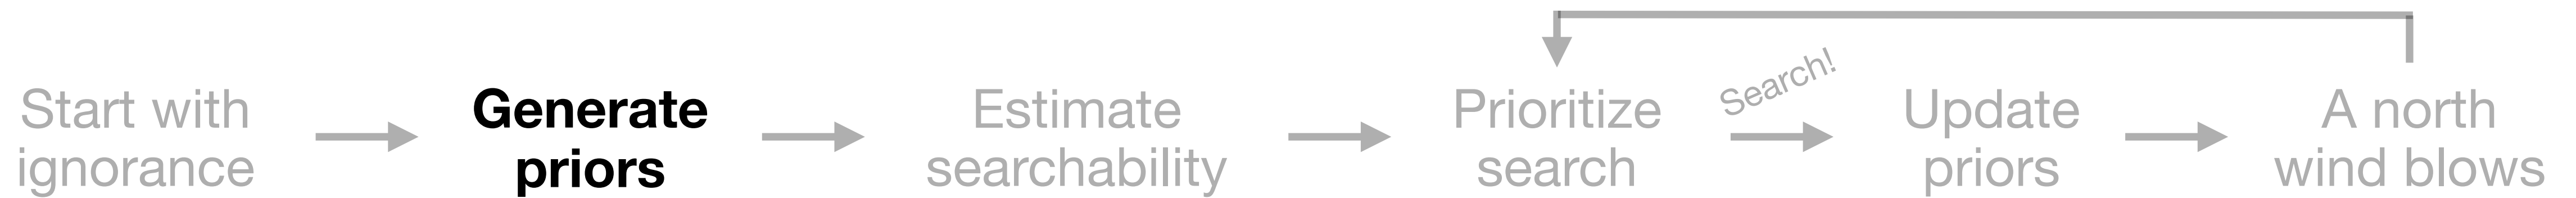 Start with
ignorance
Generate
priors
Estimate
searchability
Prioritize
search
Search!
Update
priors
A north
wind blows